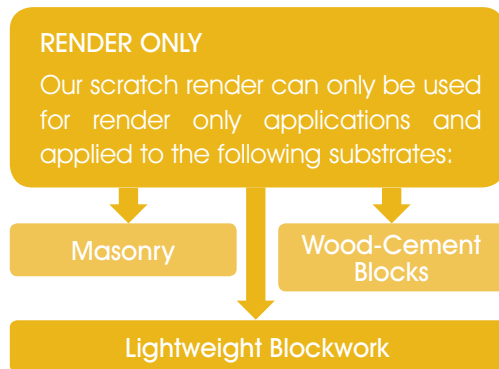 RENDER ONLY
Our scratch render can only be used
for render only applications and
applied to the following substrates:
Masonry
Wood-Cement
Blocks
Lightweight Blockwork